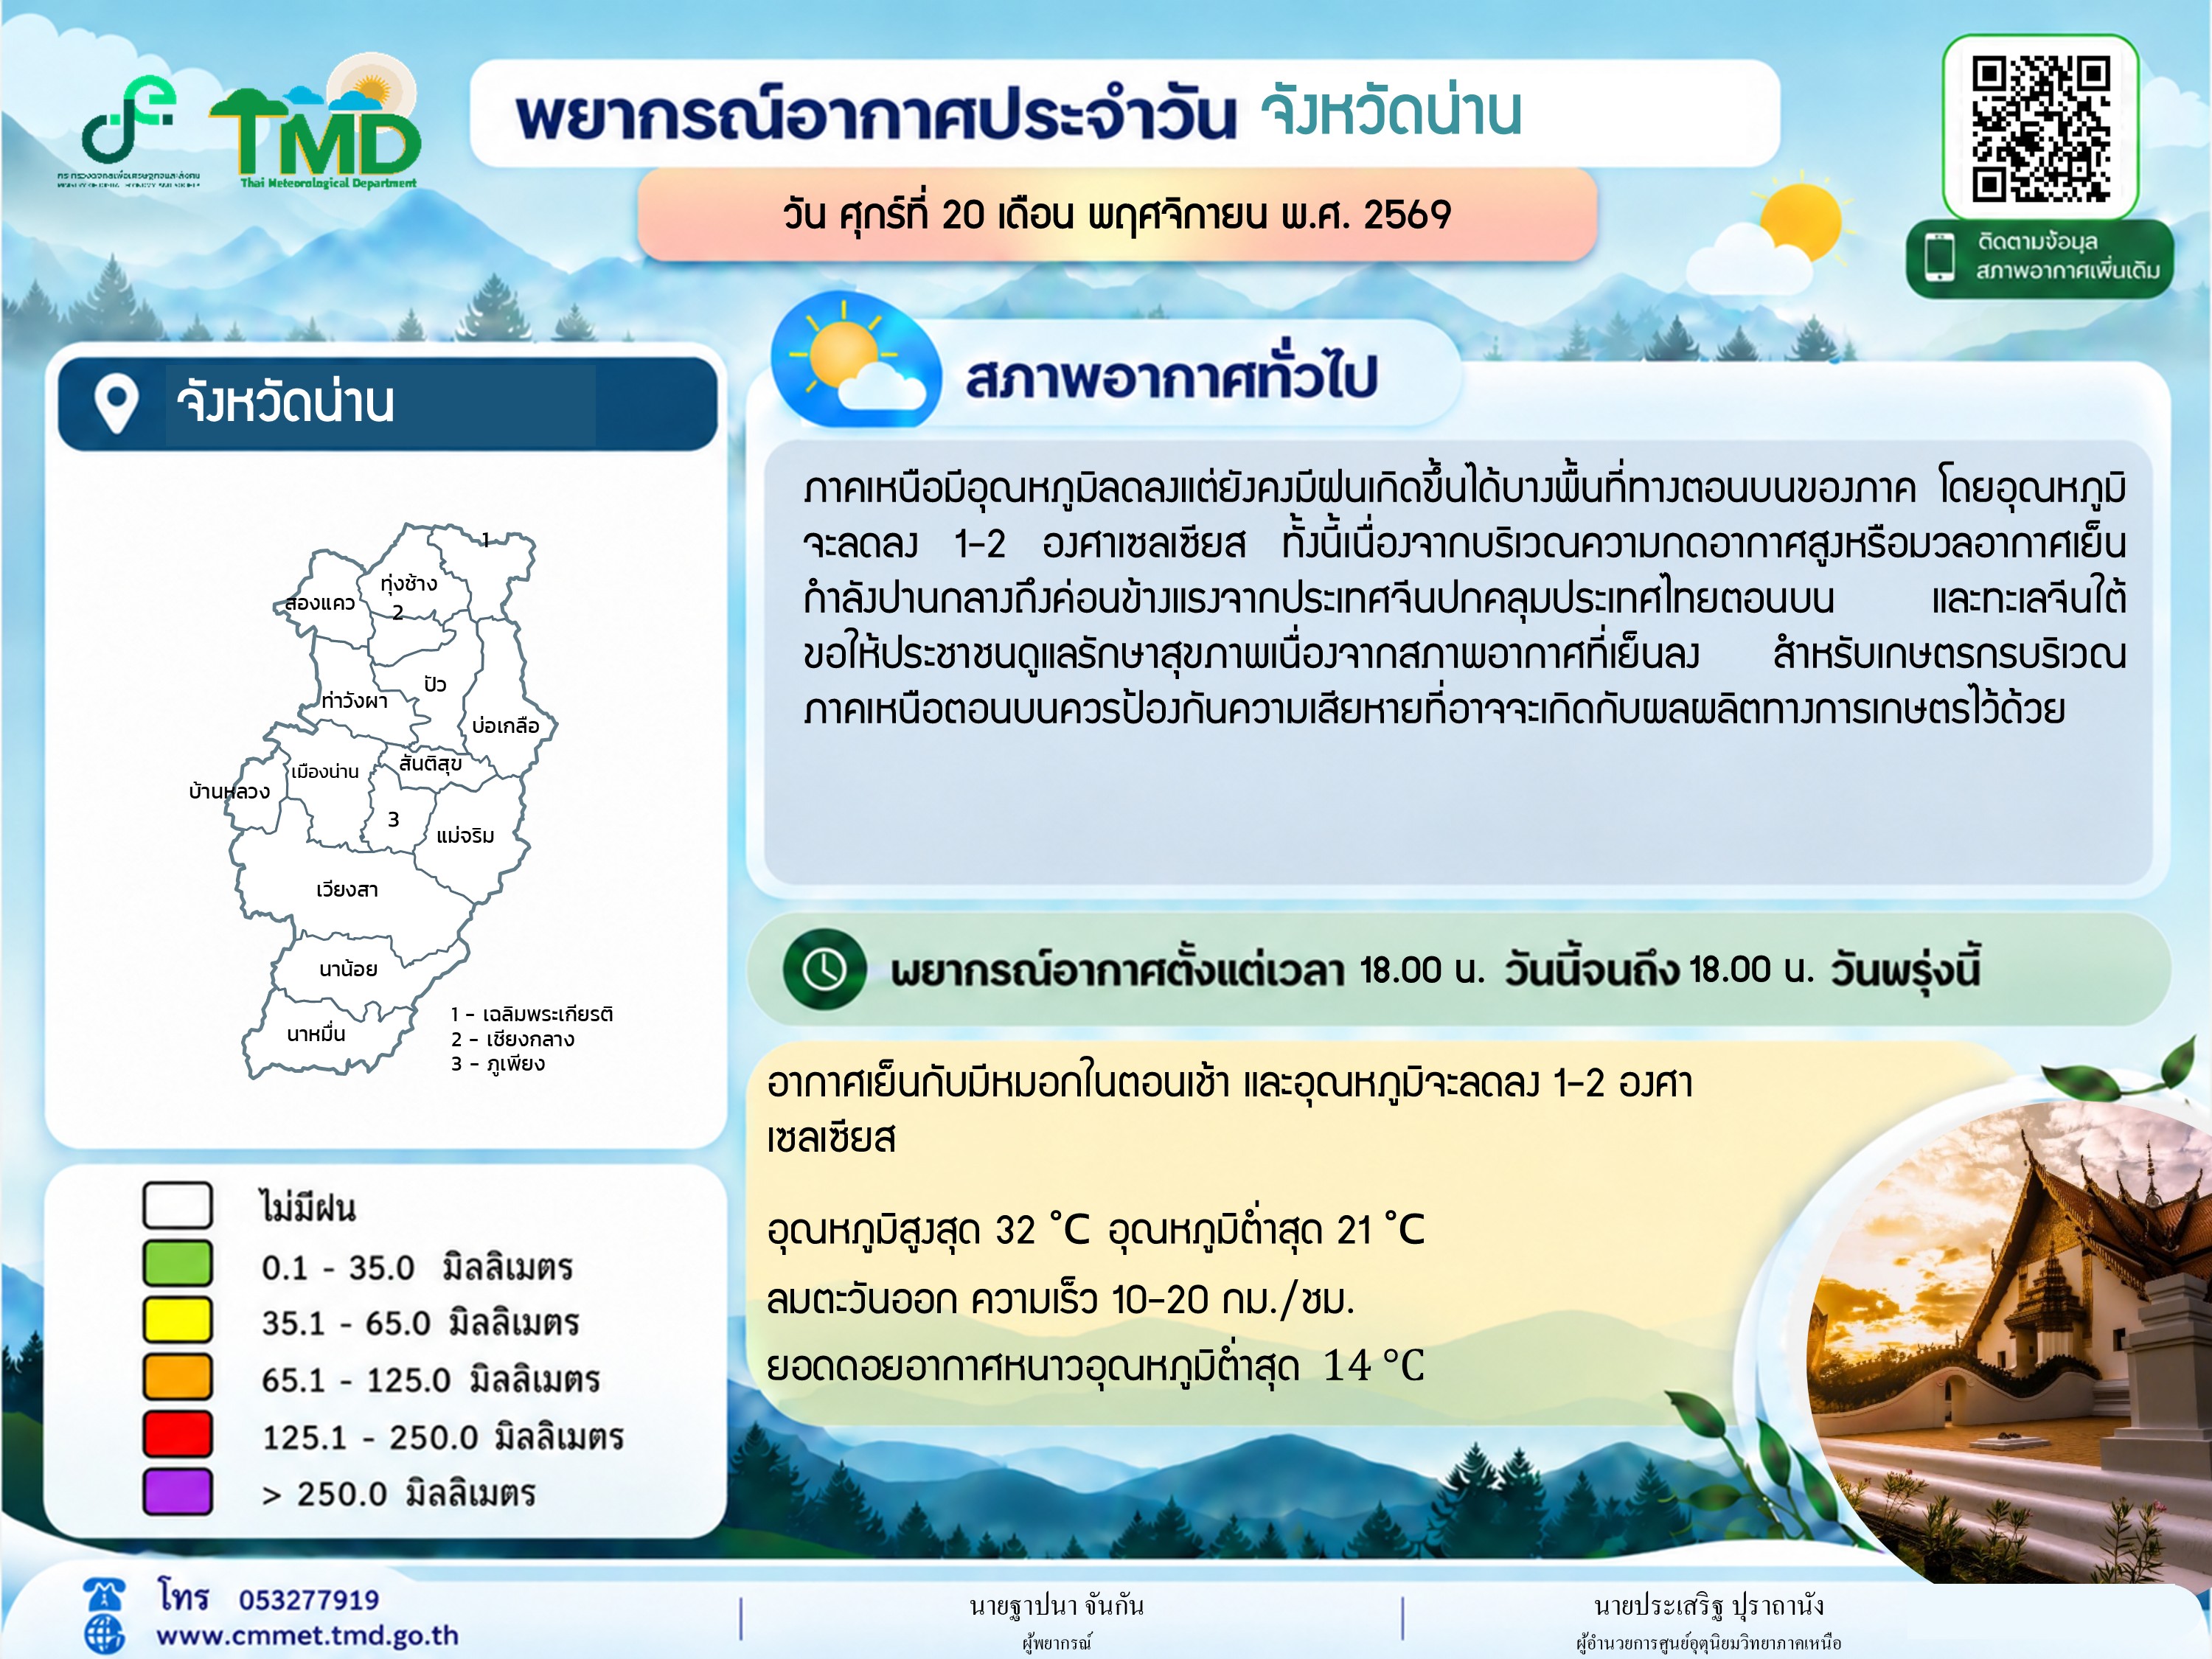 พยากรณ์อากาศประจำวัน จังหวัดน่าน
TMD
Thai Meteorological Department
วัน ศุกร์ที่ 20 เดือน พฤศจิกายน พ.ศ. 2569
จังหวัดน่าน
1
ทุ่งช้าง
สองแคว
2
ปัว
ท่าวังผา
บ่อเกลือ
สันติสุข
เมืองน่าน
บ้านหลวง
3
แม่จริม
เวียงสา
นาน้อย
นาหมื่น
1 - เฉลิมพระเกียรติ
2 - เชียงกลาง
3 - ภูเพียง
ไม่มีฝน
0.1 - 35.0 มิลลิเมตร
35.1 - 65.0 มิลลิเมตร
65.1 - 125.0 มิลลิเมตร
125.1 - 250.0 มิลลิเมตร
> 250.0 มิลลิเมตร
สภาพอากาศทั่วไป
ภาคเหนือมีอุณหภูมิลดลงแต่ยังคงมีฝนเกิดขึ้นได้บางพื้นที่ทางตอนบนของภาค โดยอุณหภูมิ
จะลดลง 1-2 องศาเซลเซียส ทั้งนี้เนื่องจากบริเวณความกดอากาศสูงหรือมวลอากาศเย็น
กำลังปานกลางถึงค่อนข้างแรงจากประเทศจีนปกคลุมประเทศไทยตอนบน และทะเลจีนใต้
ขอให้ประชาชนดูแลรักษาสุขภาพเนื่องจากสภาพอากาศที่เย็นลง สำหรับเกษตรกรบริเวณ
ภาคเหนือตอนบนควรป้องกันความเสียหายที่อาจจะเกิดกับผลผลิตทางการเกษตรไว้ด้วย
พยากรณ์อากาศตั้งแต่เวลา 18.00 น. วันนี้จนถึง 18.00 น. วันพรุ่งนี้
อากาศเย็นกับมีหมอกในตอนเช้า และอุณหภูมิจะลดลง 1-2 องศา
เซลเซียส
อุณหภูมิสูงสุด 32 °C อุณหภูมิต่ำสุด 21 °C
ลมตะวันออก ความเร็ว 10-20 กม./ชม.
ยอดดอยอากาศหนาวอุณหภูมิต่ำสุด 14 °C
โทร 053277919
www.cmmet.tmd.go.th
นายฐาปนา จันกัน
ผู้พยากรณ์
นายประเสริฐ ปุราถานัง
ผู้อำนวยการศูนย์อุตุนิยมวิทยาภาคเหนือ